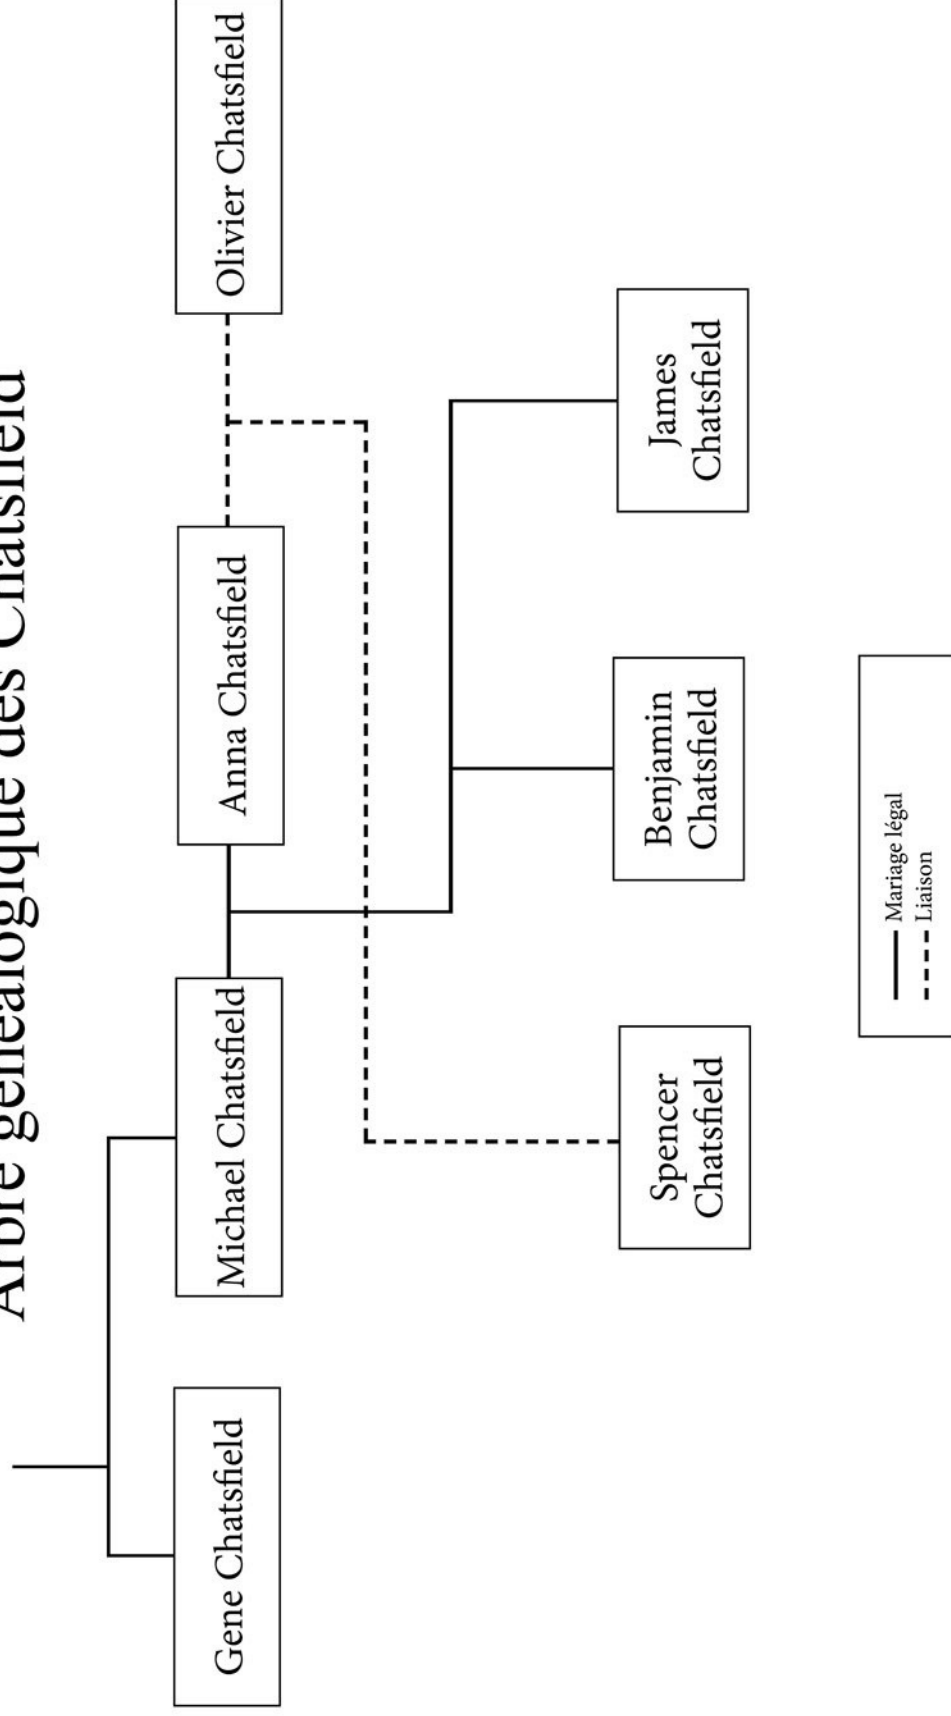 Arbre généalogique des Chatsfield
Gene Chatsfield
Michael Chatsfield
Anna Chatsfield
Olivier Chatsfield
Spencer
Chatsfield
Benjamin
Chatsfield
James
Chatsfield
Mariage légal
Liaison